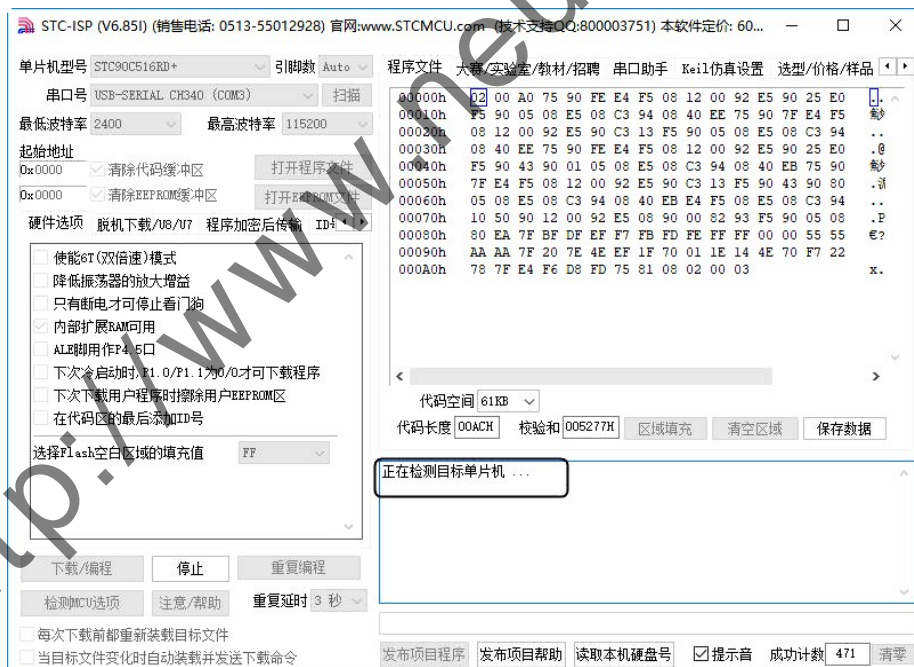 STC-ISP (V6.85I) (销售电话: 0513-55012928) 官网:www.STCMCU.com (技术支持QQ:800003751) 本软件定价: 60...
单片机型号 STC90C516RD+ 引脚数 Auto
串口号 USB-SERIAL CH340 (COM3) 扫描
最低波特率 2400 最高波特率 115200
起始地址
0x0000 清除代码缓冲区 打开程序文件
0x0000 清除EEPROM缓冲区 打开EEPROM文件
硬件选项 脱机下载/U8/U7 程序加密后传输 ID
使能6T(双倍速)模式
降低振荡器的放大增益
只有断电才可停止看门狗
内部扩展RAM可用
ALE脚用作P4.5口
下次冷启动时,P1.0/P1.1为0/0才可下载程序
下次下载用户程序时擦除用户EEPROM区
在代码区的最后添加ID号
选择Flash空白区域的填充值 FF
下载/编程 停止 重复编程
检测MCU选项 注意/帮助 重复延时 3 秒
每次下载前都重新装载目标文件
当目标文件变化时自动装载并发送下载命令
程序文件 大赛/实验室/教材/招聘 串口助手 Keil仿真设置 选型/价格/样品
00000h 02 00 A0 75 90 FE E4 F5 08 12 00 92 E5 90 25 E0 ..
00010h F5 90 05 08 E5 08 C3 94 08 40 EE 75 90 7F E4 F5
00020h 08 12 00 92 E5 90 C3 13 F5 90 05 08 E5 08 C3 94 ..
00030h 08 40 EE 75 90 FE E4 F5 08 12 00 92 E5 90 25 E0 .@
00040h F5 90 43 90 01 05 08 E5 08 C3 94 08 40 EB 75 90
00050h 7F E4 F5 08 12 00 92 E5 90 C3 13 F5 90 43 90 80
00060h 05 08 E5 08 C3 94 08 40 EB E4 F5 08 E5 08 C3 94 ..
00070h 10 50 90 12 00 92 E5 08 90 00 82 93 F5 90 05 08 .P
00080h 80 EA 7F BF DF EF F7 FB FD FE FF FF 00 00 55 55 €?
00090h AA AA 7F 20 7E 4E EF 1F 70 01 1E 14 4E 70 F7 22
000A0h 78 7F E4 F6 D8 FD 75 81 08 02 00 03 x.
代码空间 61KB
代码长度 00ACH 校验和 005277H 区域填充 清空区域 保存数据
正在检测目标单片机 ...
发布项目程序 发布项目帮助 读取本机硬盘号 提示音 成功计数 471 清零